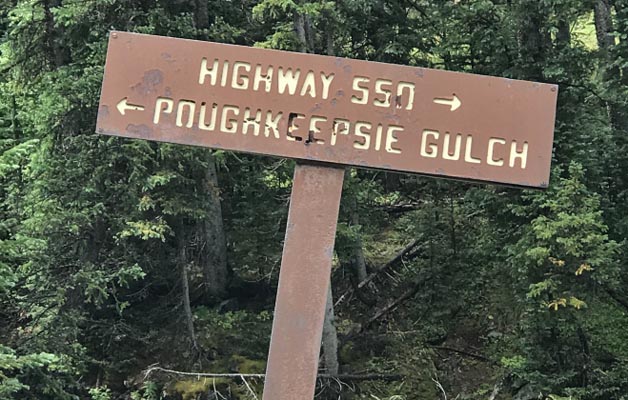 HIGHWAY 550 →
← POUGHKEEPSIE GULCH